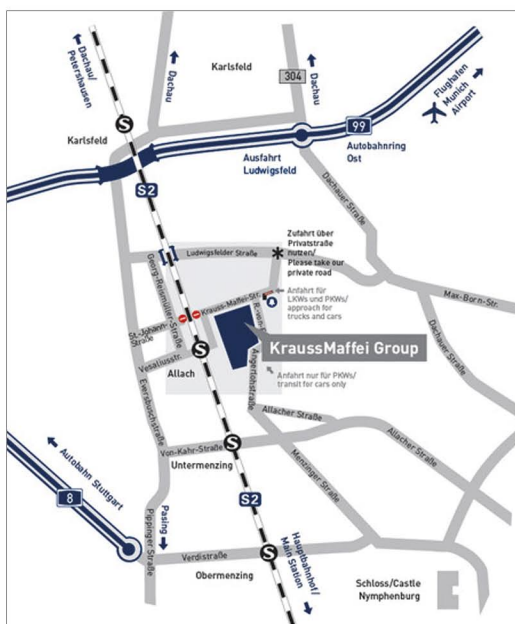 Dachau/
Petershausen
Dachau
Karlsfeld
304
Dachau
Flughafen
Munich
Airport
S
Karlsfeld
99
Ausfahrt
Ludwigsfeld
Autobahnring
Ost
S2
Dachauer Straße
Zufahrt über
Privatstraße
nutzen/
Please take our
private road
Ludwigsfelder Straße
Georg-Reismüller-Straße
Krauss-Maffei-Str.
Anfahrt für
LKWs und PKWs/
approach for
trucks and cars
Max-Born-Str.
St.-Johann-
Straße
Dachauer Straße
KraussMaffei Group
Vesaliusstr.
S
Allach
Anfahrt nur für PKWs/
transit for cars only
Eversbuschstraße
Angerlohstraße
Allacher Straße
Allacher Straße
Von-Kahr-Straße
S
Untermenzing
Menzinger Straße
Autobahn Stuttgart
8
S2
Pasing
Pippinger Straße
Hauptbahnhof/
Main Station
Verdistraße
S
Obermenzing
Schloss/Castle
Nymphenburg